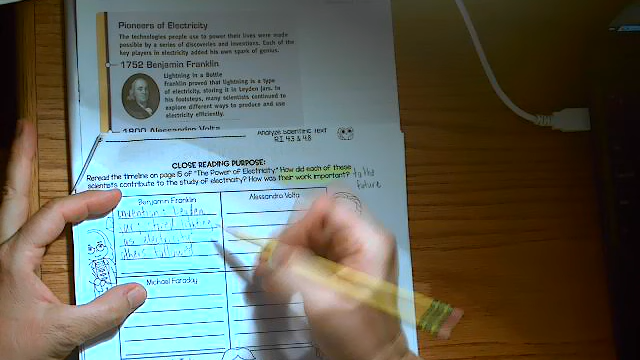 Pioneers of Electricity
The technologies people use to power their lives were made
possible by a series of discoveries and inventions. Each of the
key players in electricity added his own spark of genius.
1752 Benjamin Franklin
Lightning in a Bottle
Franklin proved that lightning is a type
of electricity, storing it in Leyden jars. In
his footsteps, many scientists continued to
explore different ways to produce and use
electricity efficiently.
1800 Alessandro Volta
Analyze Scientific Text
RI 4.3 & 4.8
CLOSE READING PURPOSE:
Reread the timeline on page 15 of "The Power of Electricity." How did each of these
scientists contribute to the study of electricity? How was their work important? to the
future
Benjamin Franklin
Invention: Leyden
others followed
Alessandro Volta
Michael Faraday